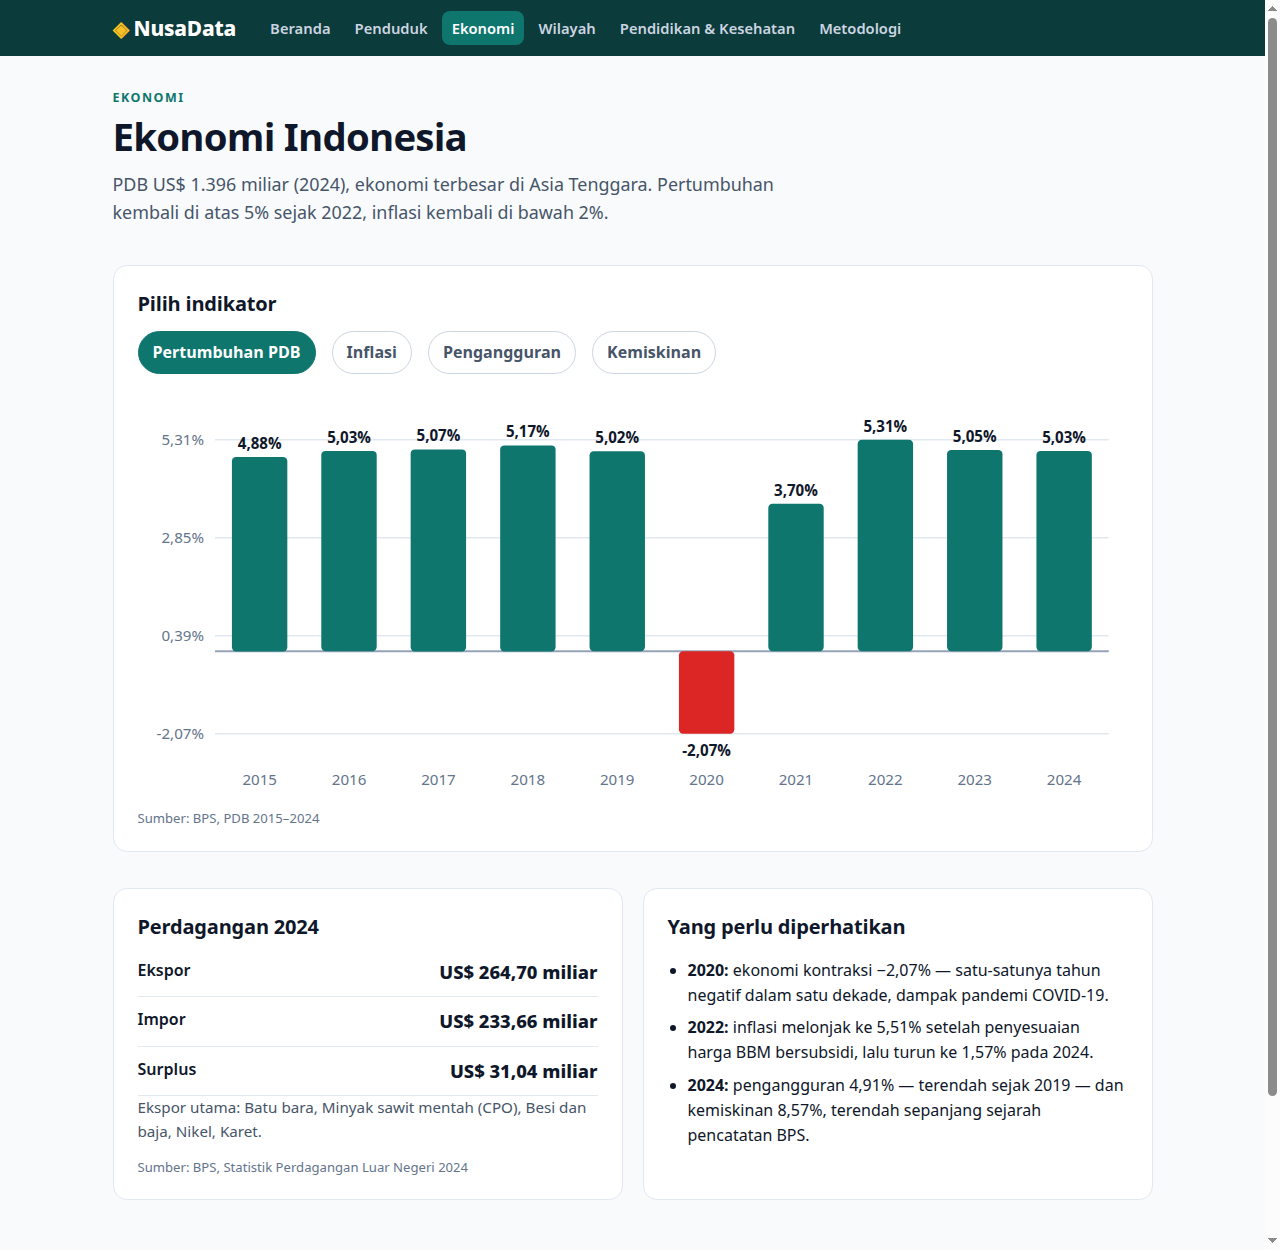 ◈ NusaData Beranda Penduduk Ekonomi Wilayah Pendidikan & Kesehatan Metodologi
EKONOMI
Ekonomi Indonesia
PDB US$ 1.396 miliar (2024), ekonomi terbesar di Asia Tenggara. Pertumbuhan
kembali di atas 5% sejak 2022, inflasi kembali di bawah 2%.
Pilih indikator
Pertumbuhan PDB Inflasi Pengangguran Kemiskinan
5,31%
2,85%
0,39%
-2,07%
4,88% 5,03% 5,07% 5,17% 5,02% -2,07% 3,70% 5,31% 5,05% 5,03%
2015 2016 2017 2018 2019 2020 2021 2022 2023 2024
Sumber: BPS, PDB 2015–2024
Perdagangan 2024
Ekspor US$ 264,70 miliar
Impor US$ 233,66 miliar
Surplus US$ 31,04 miliar
Ekspor utama: Batu bara, Minyak sawit mentah (CPO), Besi dan
baja, Nikel, Karet.
Sumber: BPS, Statistik Perdagangan Luar Negeri 2024
Yang perlu diperhatikan
• 2020: ekonomi kontraksi −2,07% — satu-satunya tahun
negatif dalam satu dekade, dampak pandemi COVID-19.
• 2022: inflasi melonjak ke 5,51% setelah penyesuaian
harga BBM bersubsidi, lalu turun ke 1,57% pada 2024.
• 2024: pengangguran 4,91% — terendah sejak 2019 — dan
kemiskinan 8,57%, terendah sepanjang sejarah
pencatatan BPS.